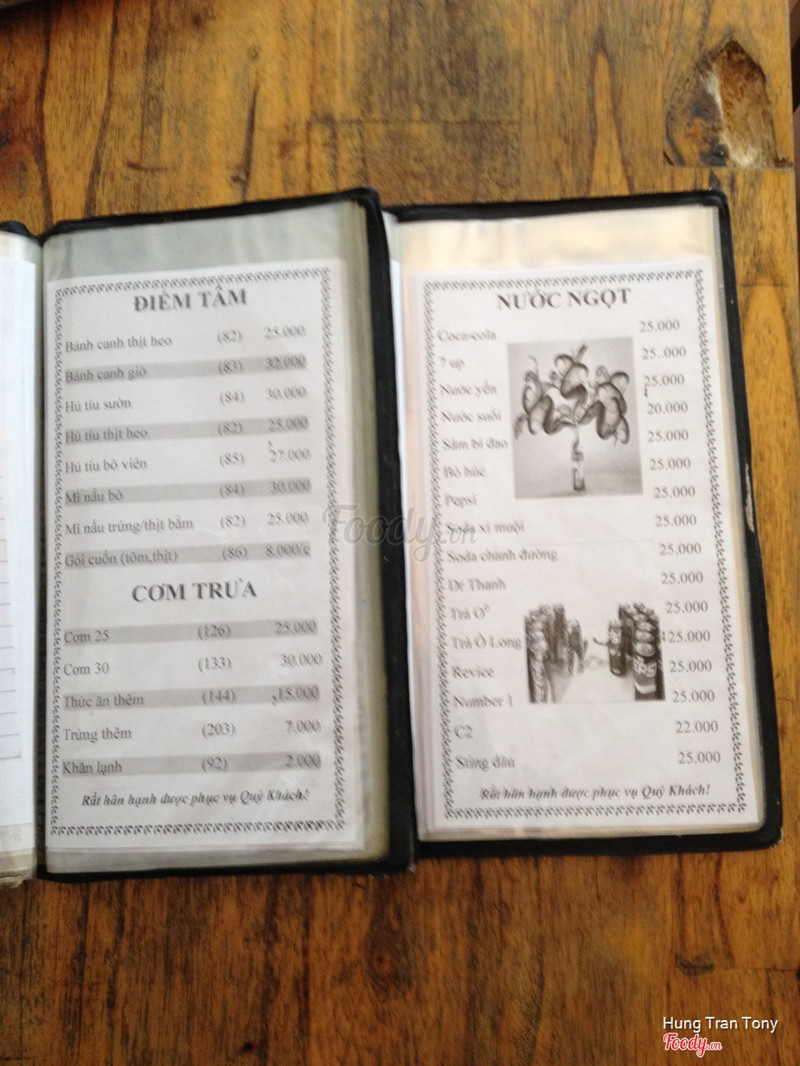 ĐIỂM TÂM
Bánh canh thịt heo (82) 25.000
Bánh canh giò (83) 32.000
Hủ tíu sườn (84) 30.000
Hủ tíu thịt heo (82) 25.000
Hủ tíu bò viên (85) 27.000
Mì nấu bò (84) 30.000
Mì nấu trứng/thịt bằm (82) 25.000
Gỏi cuốn (tôm,thịt) (86) 8.000/c
CƠM TRƯA
Cơm 25 (126) 25.000
Cơm 30 (133) 30.000
Thức ăn thêm (144) 15.000
Trứng thêm (203) 7.000
Khăn lạnh (92) 2.000
Rất hân hạnh được phục vụ Quý Khách!
NƯỚC NGỌT
Coca-cola 25.000
7 up 25..000
Nước yến 25.000
Nước suối 20.000
Sâm bí đao 25.000
Bò húc 25.000
Pepsi 25.000
Soda xí muội 25.000
Soda chanh đường 25.000
Dr Thanh 25.000
Trà O° 25.000
Trà Ô Long 25.000
Revice 25.000
Number 1 25.000
C2 22.000
Sting dâu 25.000
Rất hân hạnh được phục vụ Quý Khách!
Foody.vn
Hung Tran Tony
Foody.vn